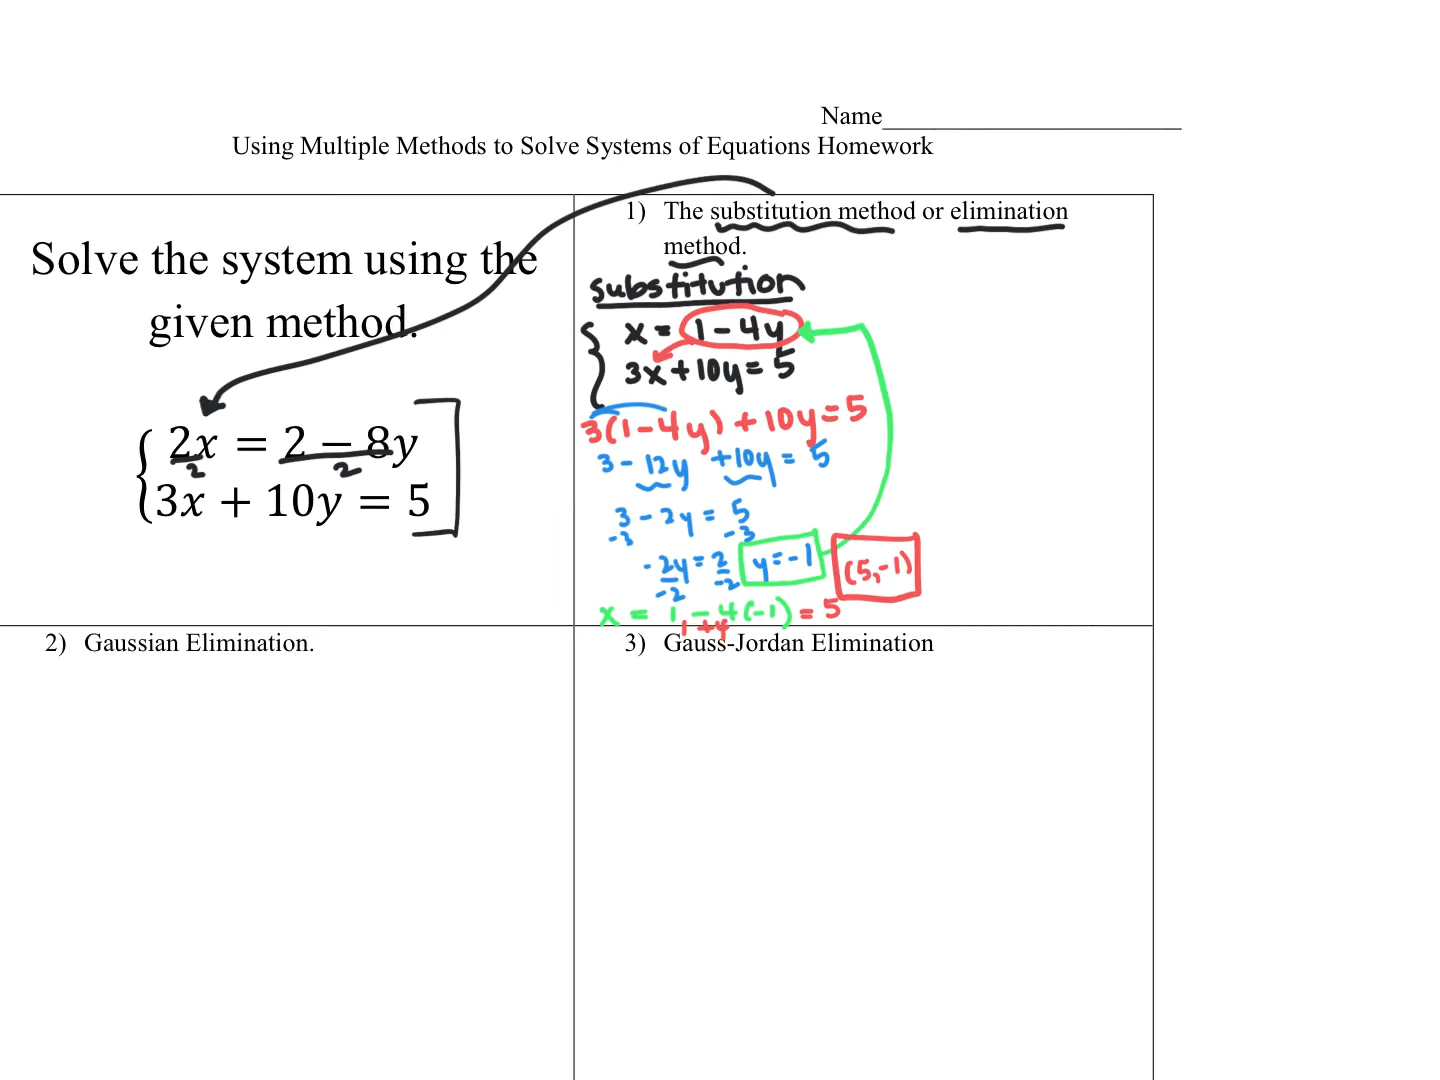 Name
Using Multiple Methods to Solve Systems of Equations Homework
Solve the system using the
given method.
2x = 2 − 8y
2 2
3x + 10y = 5
1) The substitution method or elimination
method.
substitution
x = 1 - 4y
3x + 10y = 5
3(1-4y) + 10y = 5
3 - 12y + 10y = 5
3 - 2y = 5
-3 -3
-2y = 2 y = -1 (5,-1)
-2 -2
x = 1 - 4(-1) = 5
1 + 4
2) Gaussian Elimination.
3) Gauss-Jordan Elimination